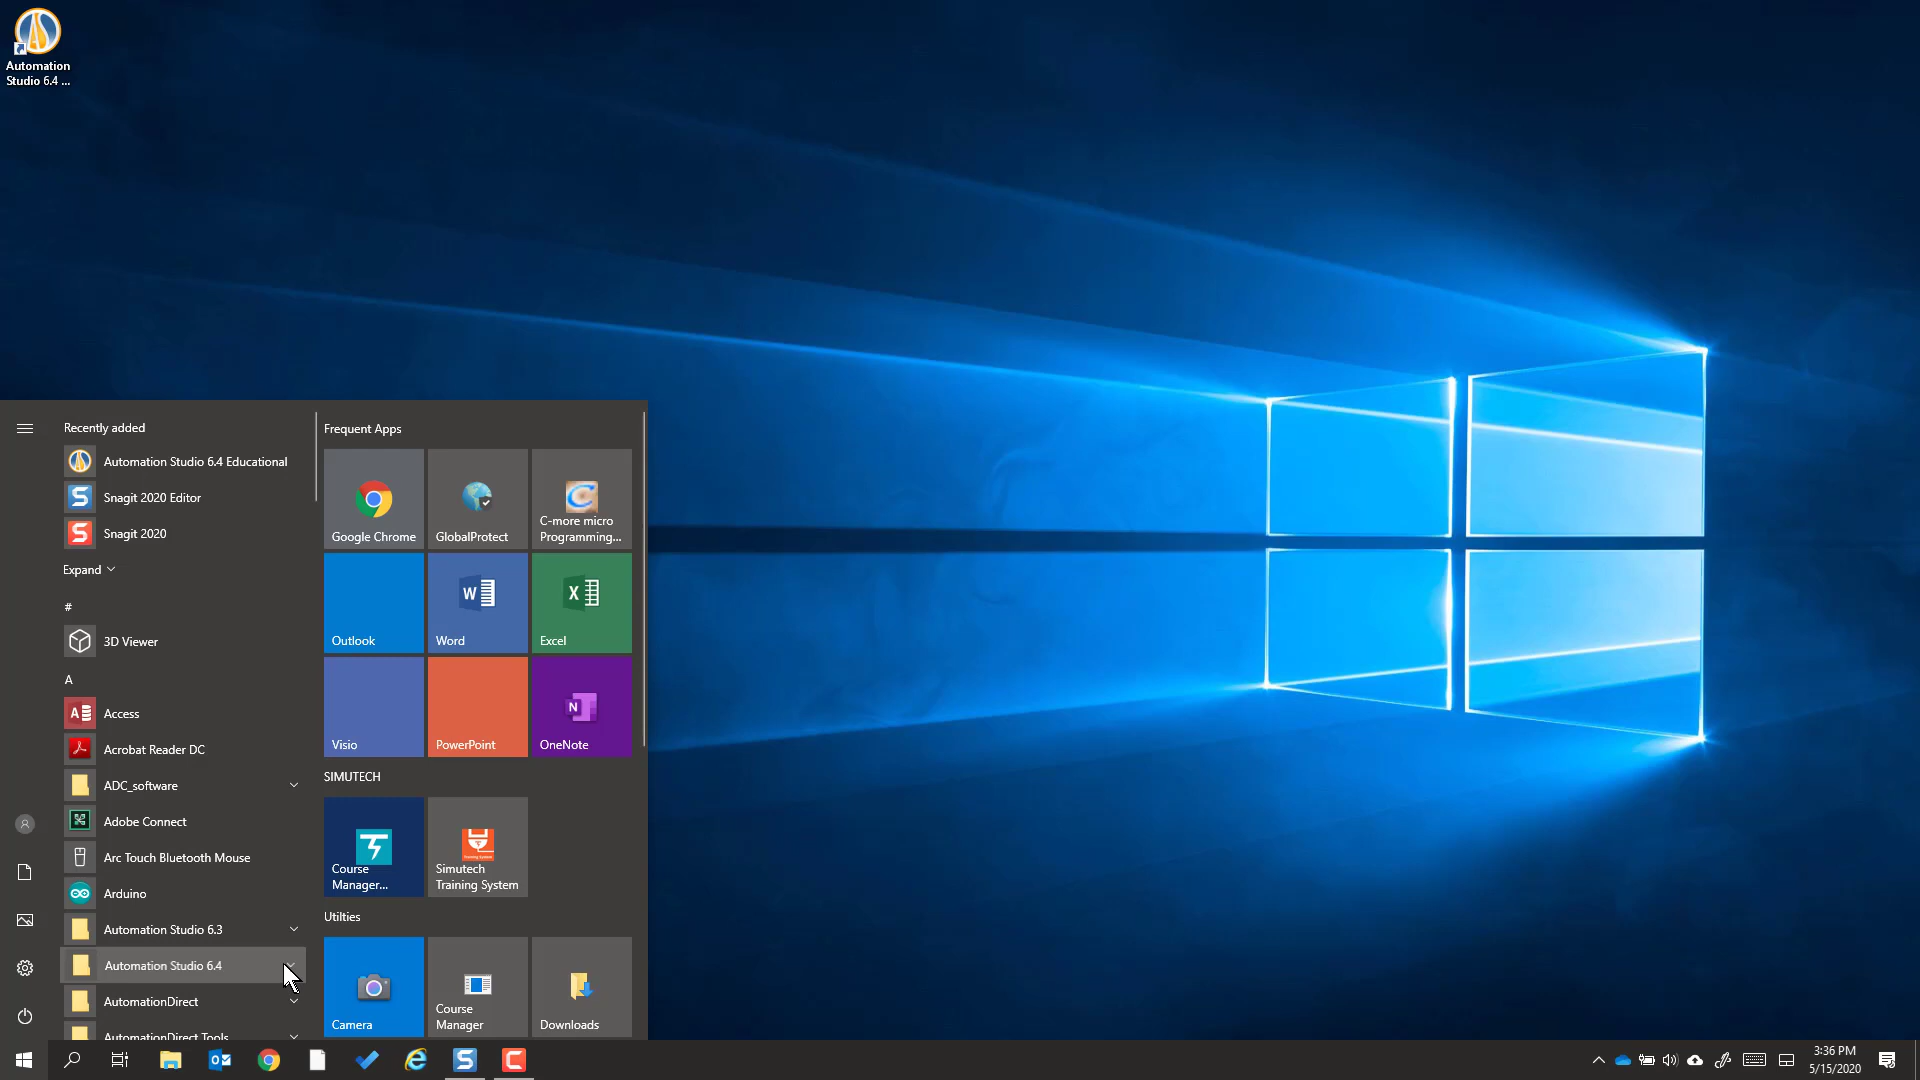 Automation
Studio 6.4 ...
Recently added
Automation Studio 6.4 Educational
Snagit 2020 Editor
Snagit 2020
Expand
#
3D Viewer
A
Access
Acrobat Reader DC
ADC_software
Adobe Connect
Arc Touch Bluetooth Mouse
Arduino
Automation Studio 6.3
Automation Studio 6.4
AutomationDirect
AutomationDirect Tools
Frequent Apps
Google Chrome
GlobalProtect
C-more micro
Programming...
Outlook
Word
Excel
Visio
PowerPoint
OneNote
SIMUTECH
Course
Manager...
Simutech
Training System
Utilties
Camera
Course
Manager
Downloads
3:36 PM
5/15/2020